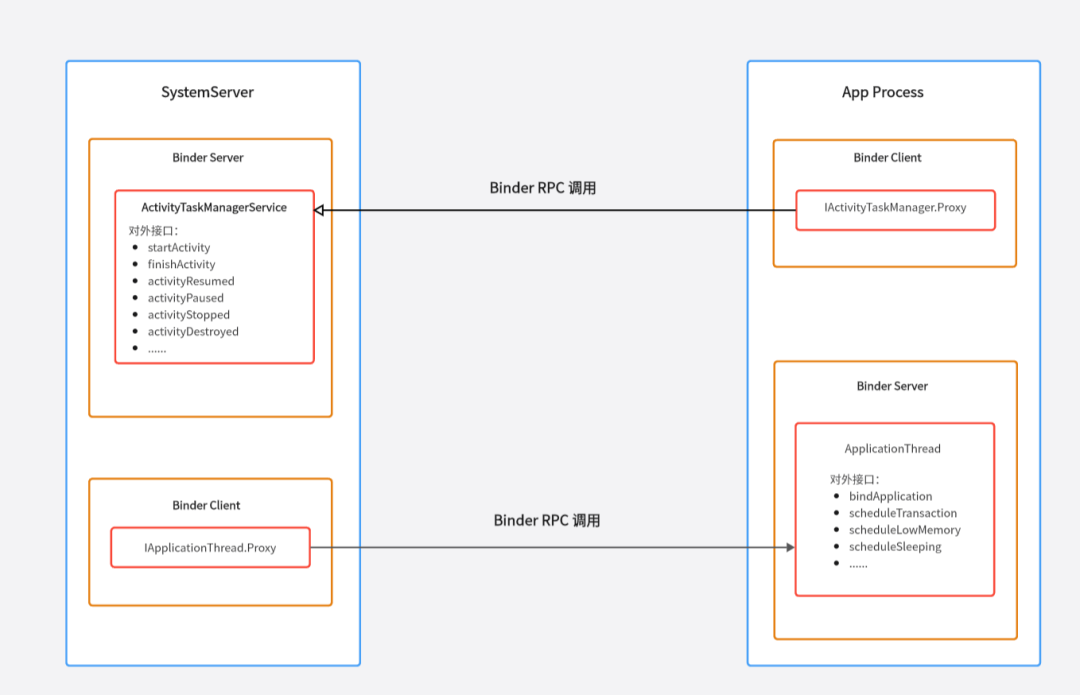 SystemServer
Binder Server
ActivityTaskManagerService
对外接口：
• startActivity
• finishActivity
• activityResumed
• activityPaused
• activityStopped
• activityDestroyed
• ......
Binder Client
IApplicationThread.Proxy
Binder RPC 调用
Binder RPC 调用
App Process
Binder Client
IActivityTaskManager.Proxy
Binder Server
ApplicationThread
对外接口：
• bindApplication
• scheduleTransaction
• scheduleLowMemory
• scheduleSleeping
• ......